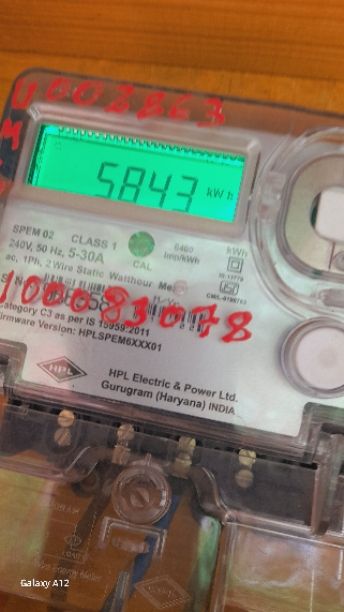 U002863
M
5843 kWh
SPEM 02 CLASS 1
6400 imp/kWh
kWh
240V, 50 Hz, 5-30A
CAL
IS:13779
ac, 1Ph, 2 Wire Static Watthour
100083078
Category C3 as per IS 15959:2011
Firmware Version: HPLSPEM6XXX01
HPL
HPL Electric & Power Ltd.
Gurugram (Haryana) INDIA
Galaxy A12